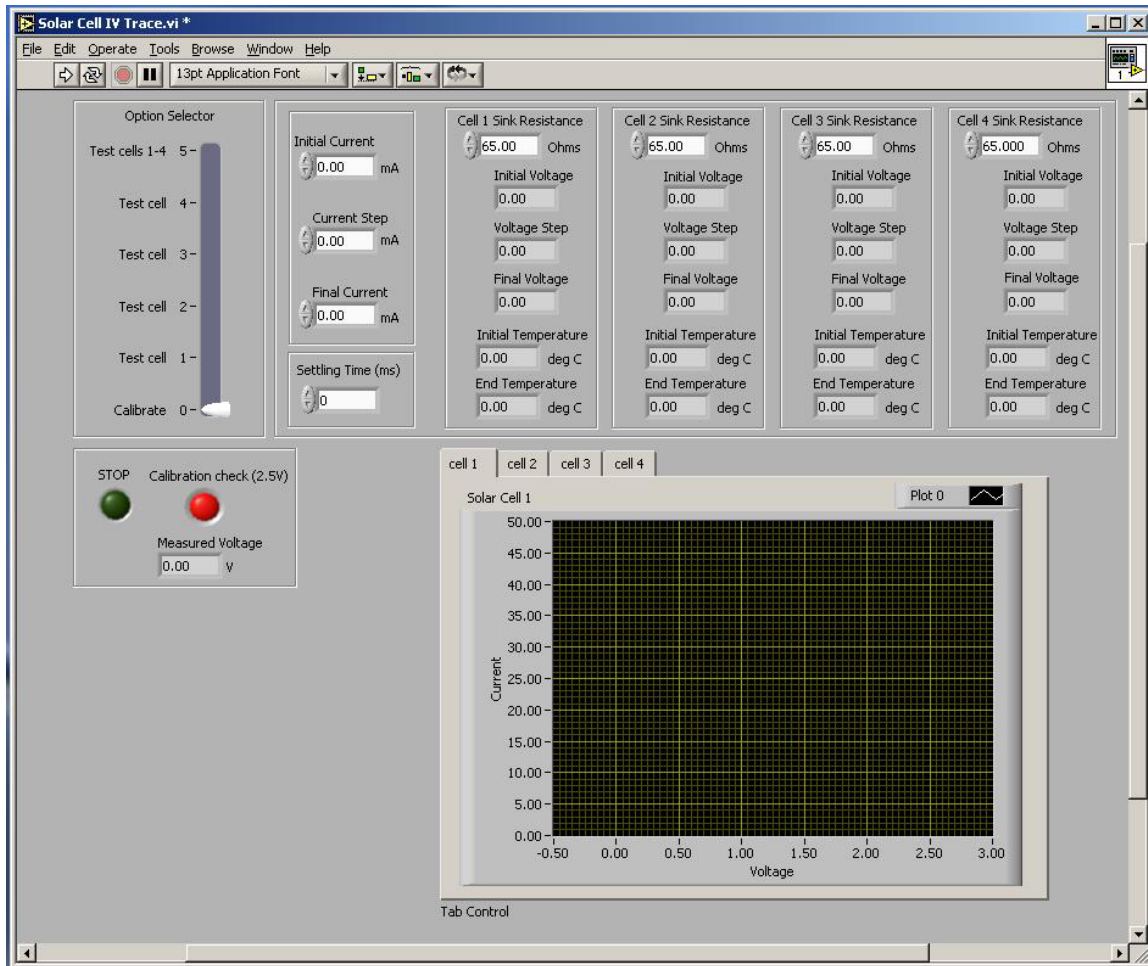 Solar Cell IV Trace.vi *
File Edit Operate Tools Browse Window Help
13pt Application Font
1
Option Selector
Test cells 1-4 5
Test cell 4
Test cell 3
Test cell 2
Test cell 1
Calibrate 0
Initial Current
0.00 mA
Current Step
0.00 mA
Final Current
0.00 mA
Settling Time (ms)
0
Cell 1 Sink Resistance
65.00 Ohms
Initial Voltage
0.00
Voltage Step
0.00
Final Voltage
0.00
Initial Temperature
0.00 deg C
End Temperature
0.00 deg C
Cell 2 Sink Resistance
65.00 Ohms
Initial Voltage
0.00
Voltage Step
0.00
Final Voltage
0.00
Initial Temperature
0.00 deg C
End Temperature
0.00 deg C
Cell 3 Sink Resistance
65.00 Ohms
Initial Voltage
0.00
Voltage Step
0.00
Final Voltage
0.00
Initial Temperature
0.00 deg C
End Temperature
0.00 deg C
Cell 4 Sink Resistance
65.000 Ohms
Initial Voltage
0.00
Voltage Step
0.00
Final Voltage
0.00
Initial Temperature
0.00 deg C
End Temperature
0.00 deg C
STOP Calibration check (2.5V)
Measured Voltage
0.00 V
cell 1 cell 2 cell 3 cell 4
Solar Cell 1
Plot 0
50.00
45.00
40.00
35.00
30.00
25.00
20.00
15.00
10.00
5.00
0.00
Current
-0.50 0.00 0.50 1.00 1.50 2.00 2.50 3.00
Voltage
Tab Control